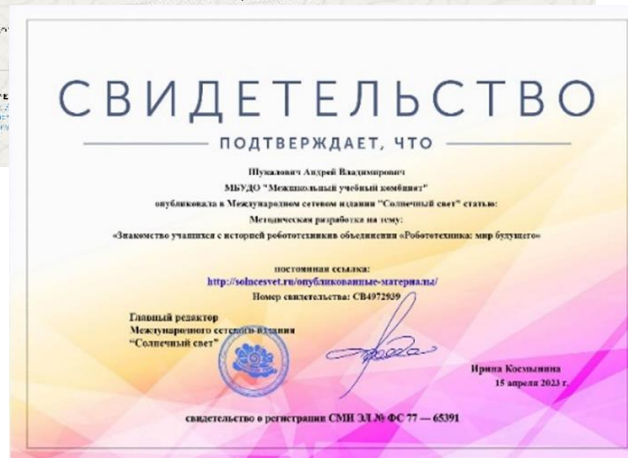 СВИДЕТЕЛЬСТВО
ПОДТВЕРЖДАЕТ, ЧТО
Шукалович Андрей Владимирович
МБУДО "Межшкольный учебный комбинат"
опубликовала в Международном сетевом издании "Солнечный свет" статью:
Методическая разработка на тему:
«Знакомство учащихся с историей робототехники объединения «Робототехника: мир будущего»
постоянная ссылка:
http://solncesvet.ru/опубликованные-материалы/
Номер свидетельства: СВ4972939
Главный редактор
Международного сетевого издания
"Солнечный свет"
Ирина Космынина
15 апреля 2023 г.
свидетельство о регистрации СМИ ЭЛ № ФС 77 — 65391